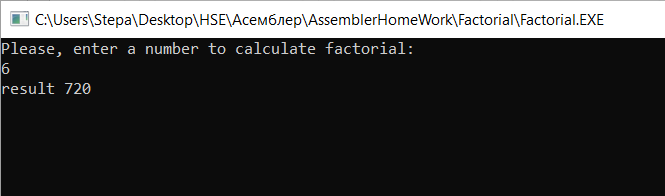 C:\Users\Stepa\Desktop\HSE\Асемблер\AssemblerHomeWork\Factorial\Factorial.EXE
Please, enter a number to calculate factorial:
6
result 720